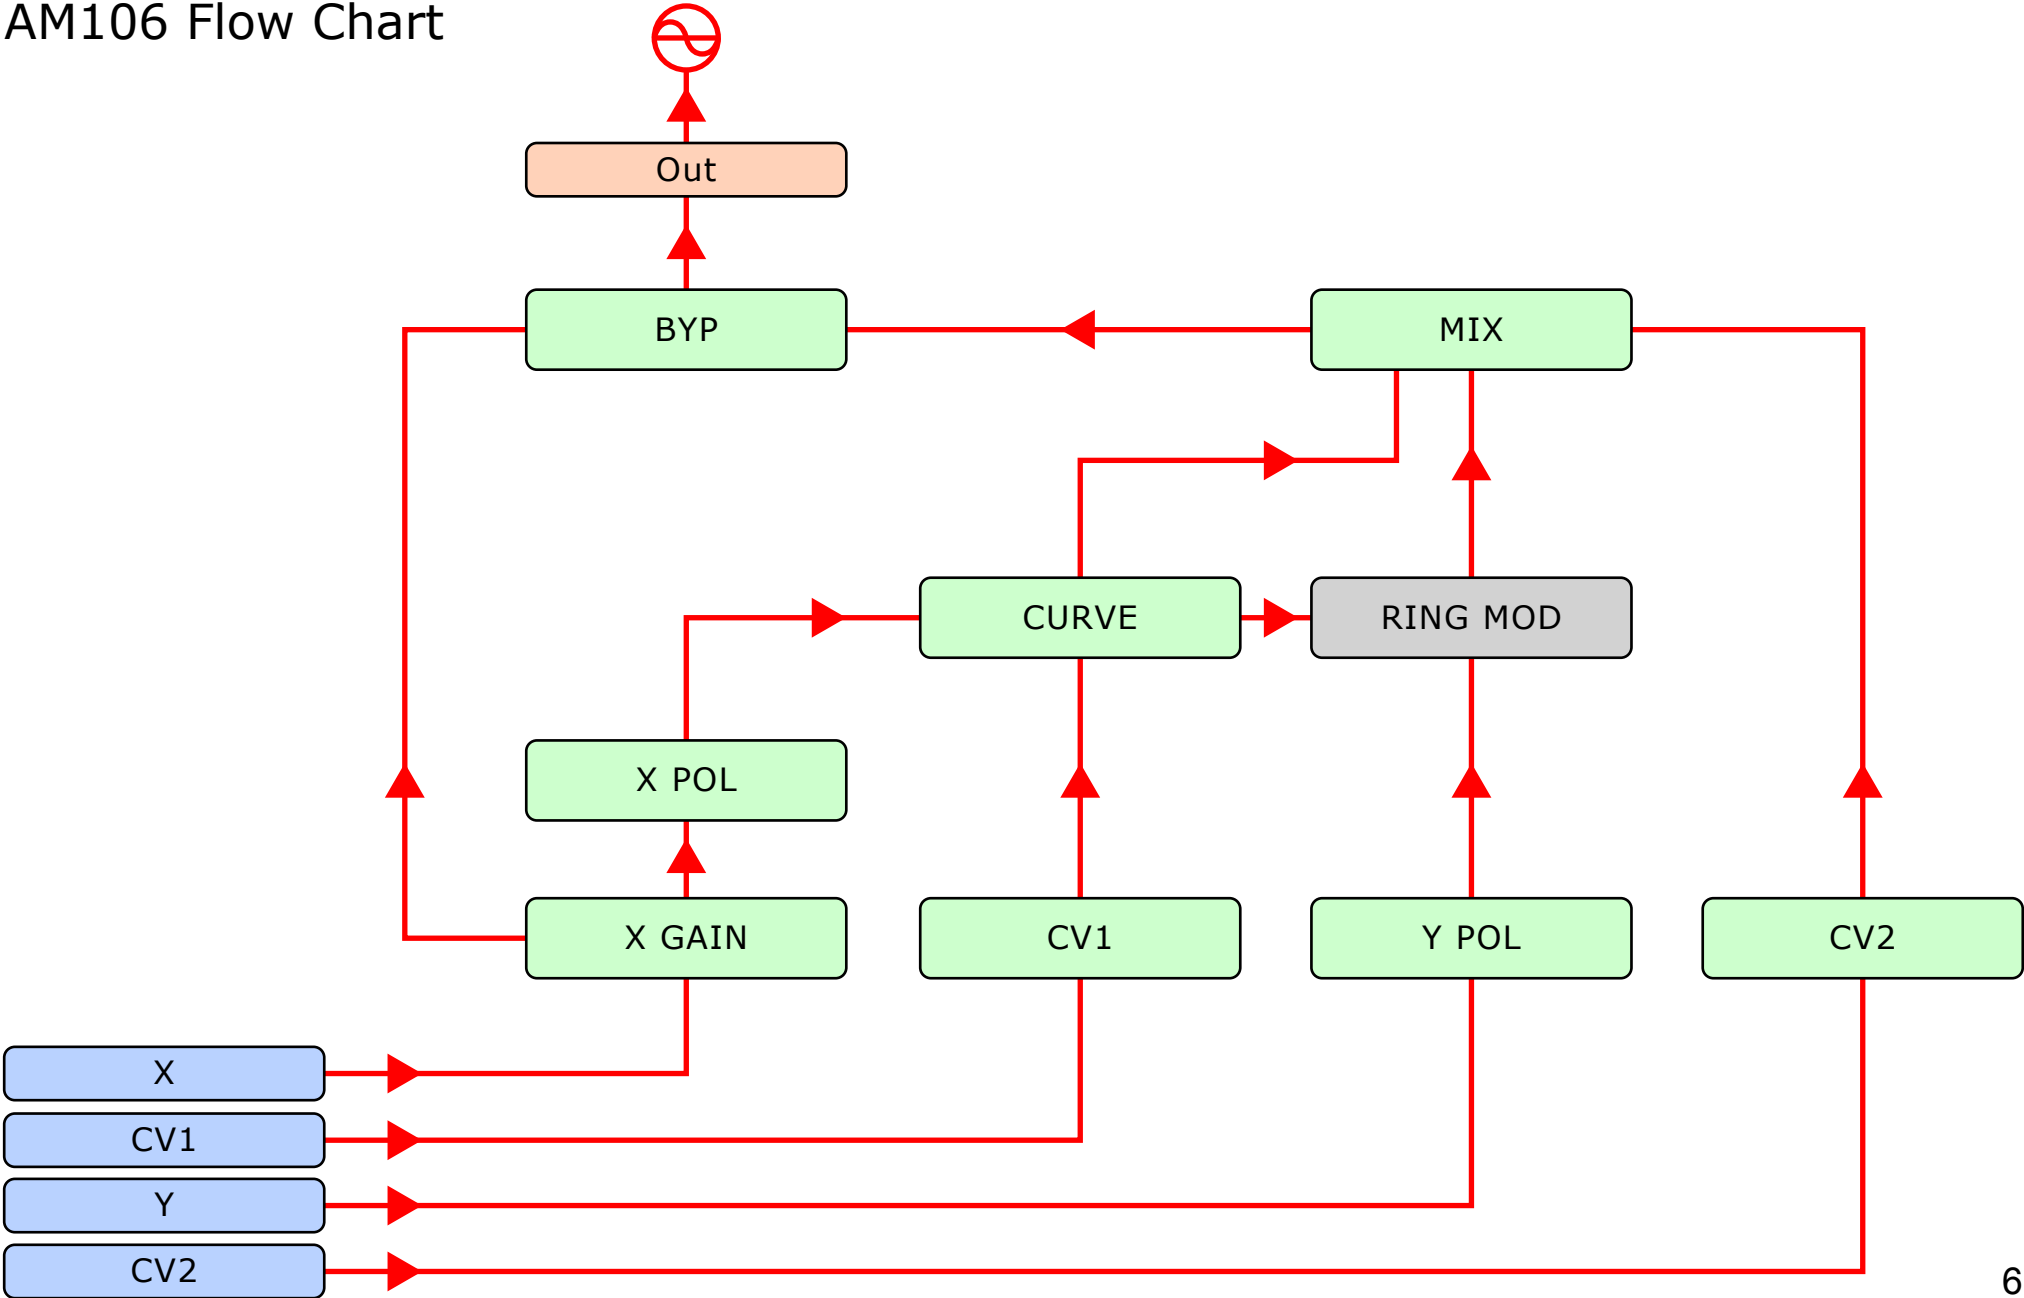 AM106 Flow Chart
Out
BYP
MIX
CURVE
RING MOD
X POL
X GAIN
CV1
Y POL
CV2
X
CV1
Y
CV2
6